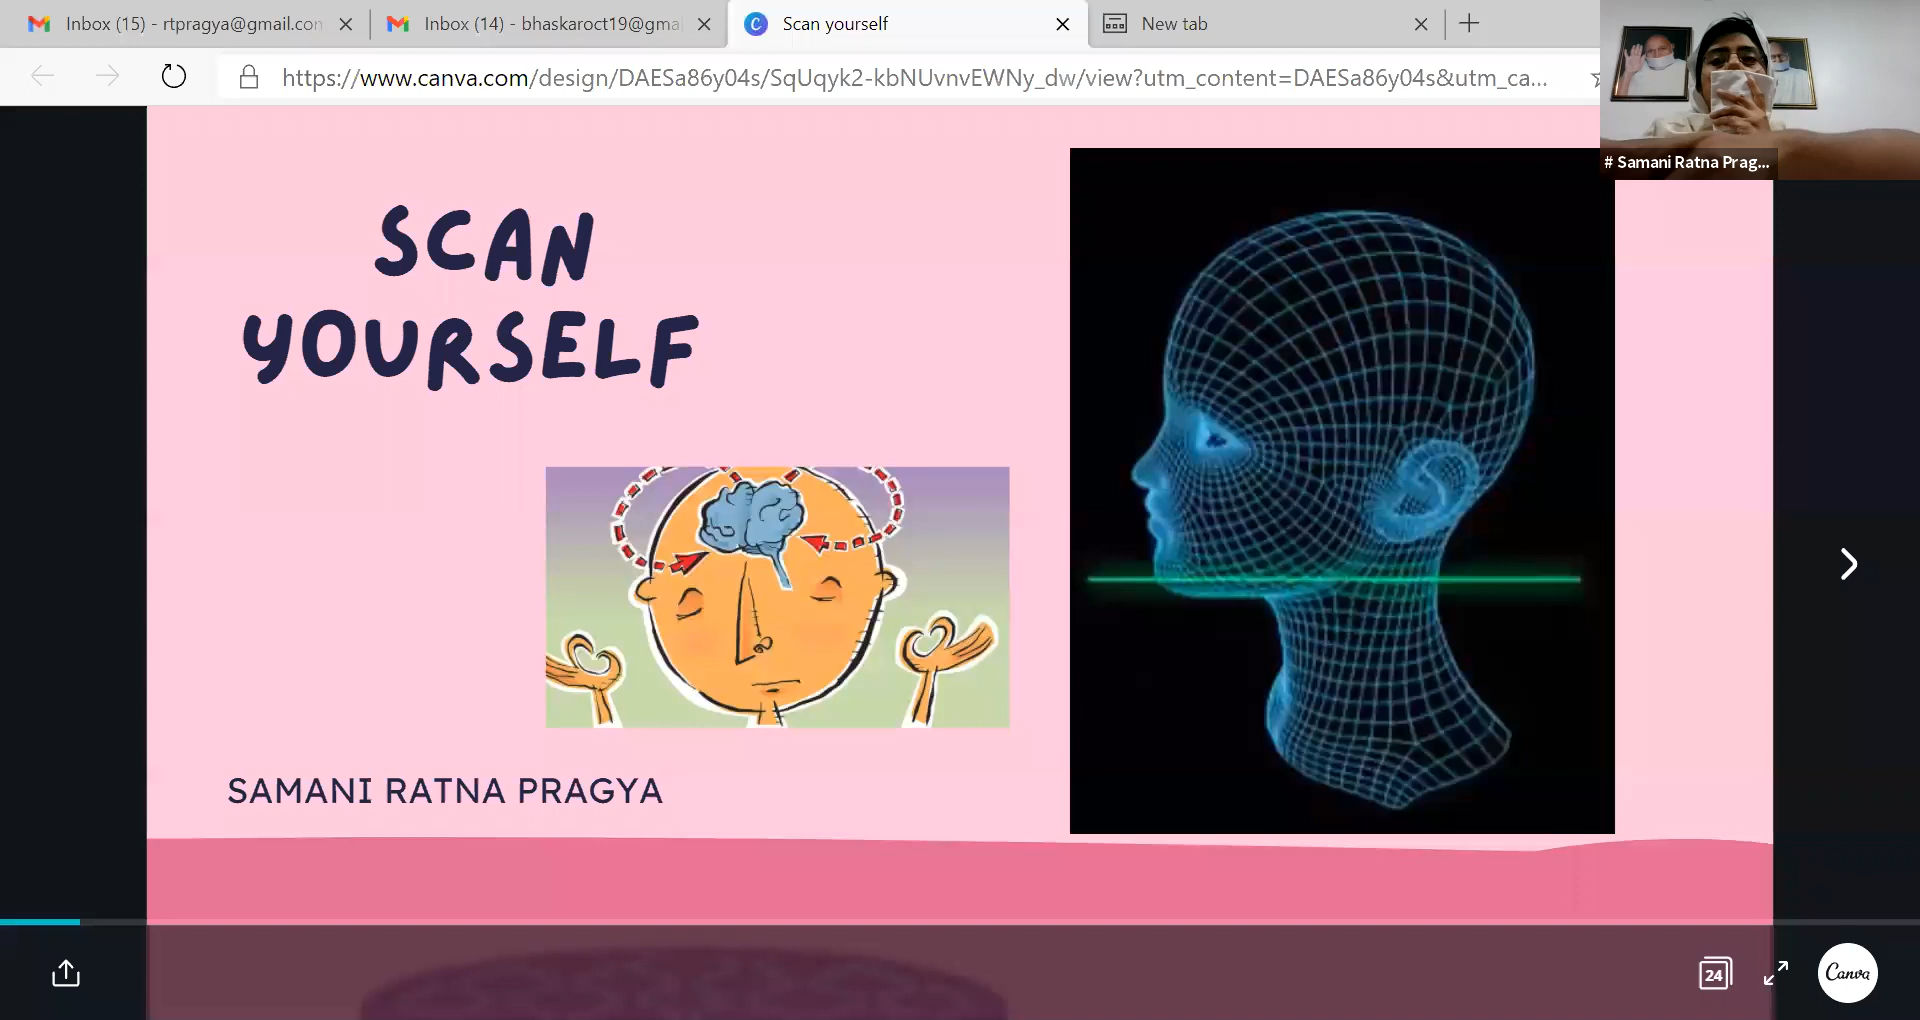 Inbox (15) - rtpragya@gmail.con
Inbox (14) - bhaskaroct19@gma
Scan yourself
New tab
https://www.canva.com/design/DAESa86y04s/SqUqyk2-kbNUvnvEWNy_dw/view?utm_content=DAESa86y04s&utm_ca...
# Samani Ratna Prag...
SCAN
YOURSELF
SAMANI RATNA PRAGYA
24
Canva